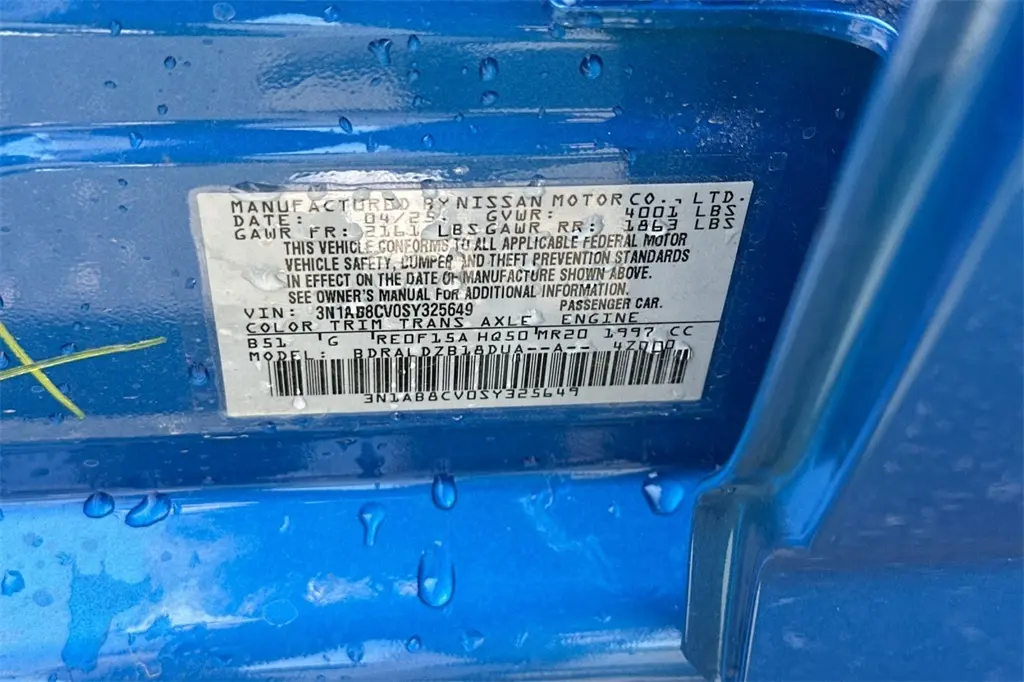 MANUFACTURED BY NISSAN MOTOR CO., LTD.
DATE: 04/25 GVWR: 4001 LBS
GAWR FR: 2161 LBS GAWR RR: 1863 LBS
THIS VEHICLE CONFORMS TO ALL APPLICABLE FEDERAL MOTOR
VEHICLE SAFETY, BUMPER, AND THEFT PREVENTION STANDARDS
IN EFFECT ON THE DATE OF MANUFACTURE SHOWN ABOVE.
SEE OWNER'S MANUAL FOR ADDITIONAL INFORMATION.
VIN: 3N1AB8CV0SY325649 PASSENGER CAR.
COLOR TRIM TRANS AXLE ENGINE
B51 G RE0F15A HQ50 MR20 1997 CC
MODEL: BDRALDZB18DUA--A-- 47000
3N1AB8CV0SY325649